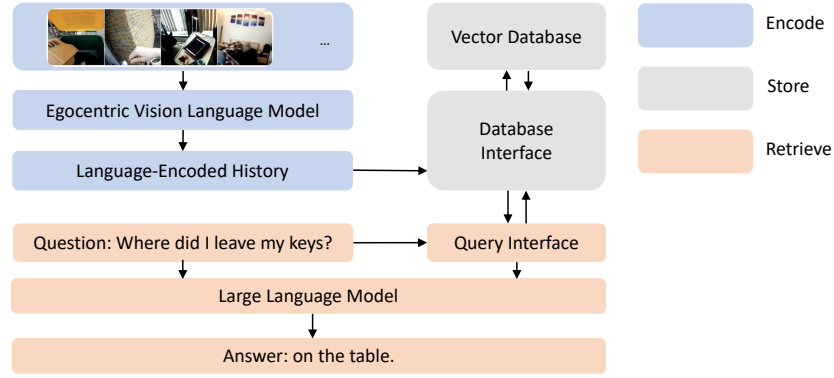 ...
Egocentric Vision Language Model
Language-Encoded History
Vector Database
Database
Interface
Question: Where did I leave my keys?
Query Interface
Large Language Model
Answer: on the table.
Encode
Store
Retrieve